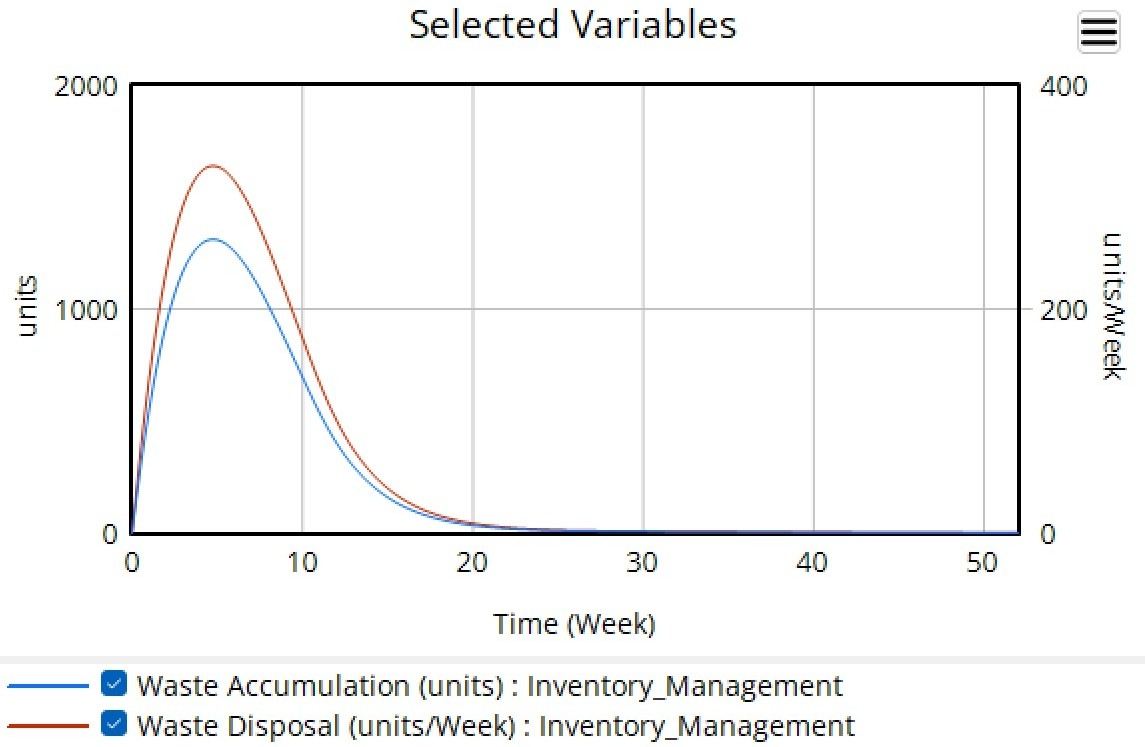 Selected Variables
2000
400
units
1000
200
units/Week
0
0
0
10
20
30
40
50
Time (Week)
Waste Accumulation (units) : Inventory_Management
Waste Disposal (units/Week) : Inventory_Management